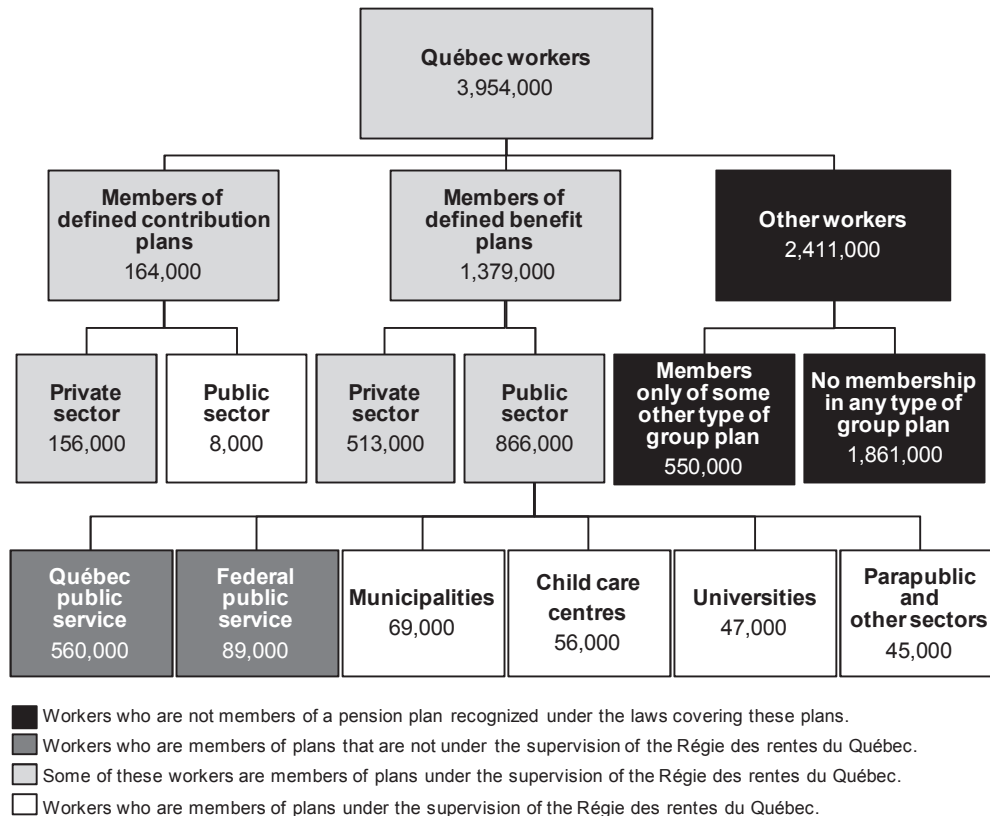 Québec workers
3,954,000
Members of
defined contribution
plans
164,000
Members of
defined benefit
plans
1,379,000
Other workers
2,411,000
Private
sector
156,000
Public
sector
8,000
Private
sector
513,000
Public
sector
866,000
Members
only of some
other type of
group plan
550,000
No membership
in any type of
group plan
1,861,000
Québec
public
service
560,000
Federal
public
service
89,000
Municipalities
69,000
Child care
centres
56,000
Universities
47,000
Parapublic
and
other sectors
45,000
Workers who are not members of a pension plan recognized under the laws covering these plans.
Workers who are members of plans that are not under the supervision of the Régie des rentes du Québec.
Some of these workers are members of plans under the supervision of the Régie des rentes du Québec.
Workers who are members of plans under the supervision of the Régie des rentes du Québec.